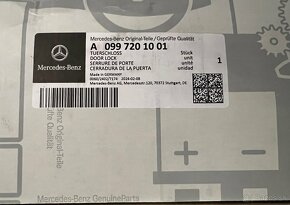 Mercedes-Benz Original-Teile / Geprüfte Qualität
A 099 720 10 01
TUERSCHLOSS Stück
DOOR LOCK unit
SERRURE DE PORTE unité
CERRADURA DE LA PUERTA unidad
1
Made in GERMANY
Mercedes-Benz AG, Mercedesstr.120, 70372 Stuttgart, DE
Mercedes-Benz
Mercedes-Benz
Original-Teile
Mercedes-Benz GenuineParts